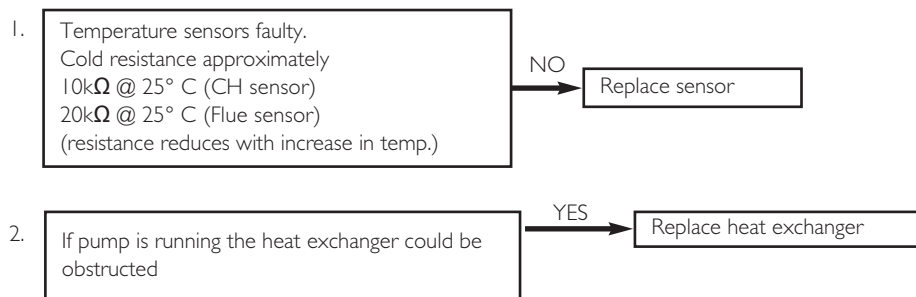 1.
Temperature sensors faulty.
Cold resistance approximately
10kΩ @ 25° C (CH sensor)
20kΩ @ 25° C (Flue sensor)
(resistance reduces with increase in temp.)
NO
Replace sensor
2.
If pump is running the heat exchanger could be
obstructed
YES
Replace heat exchanger